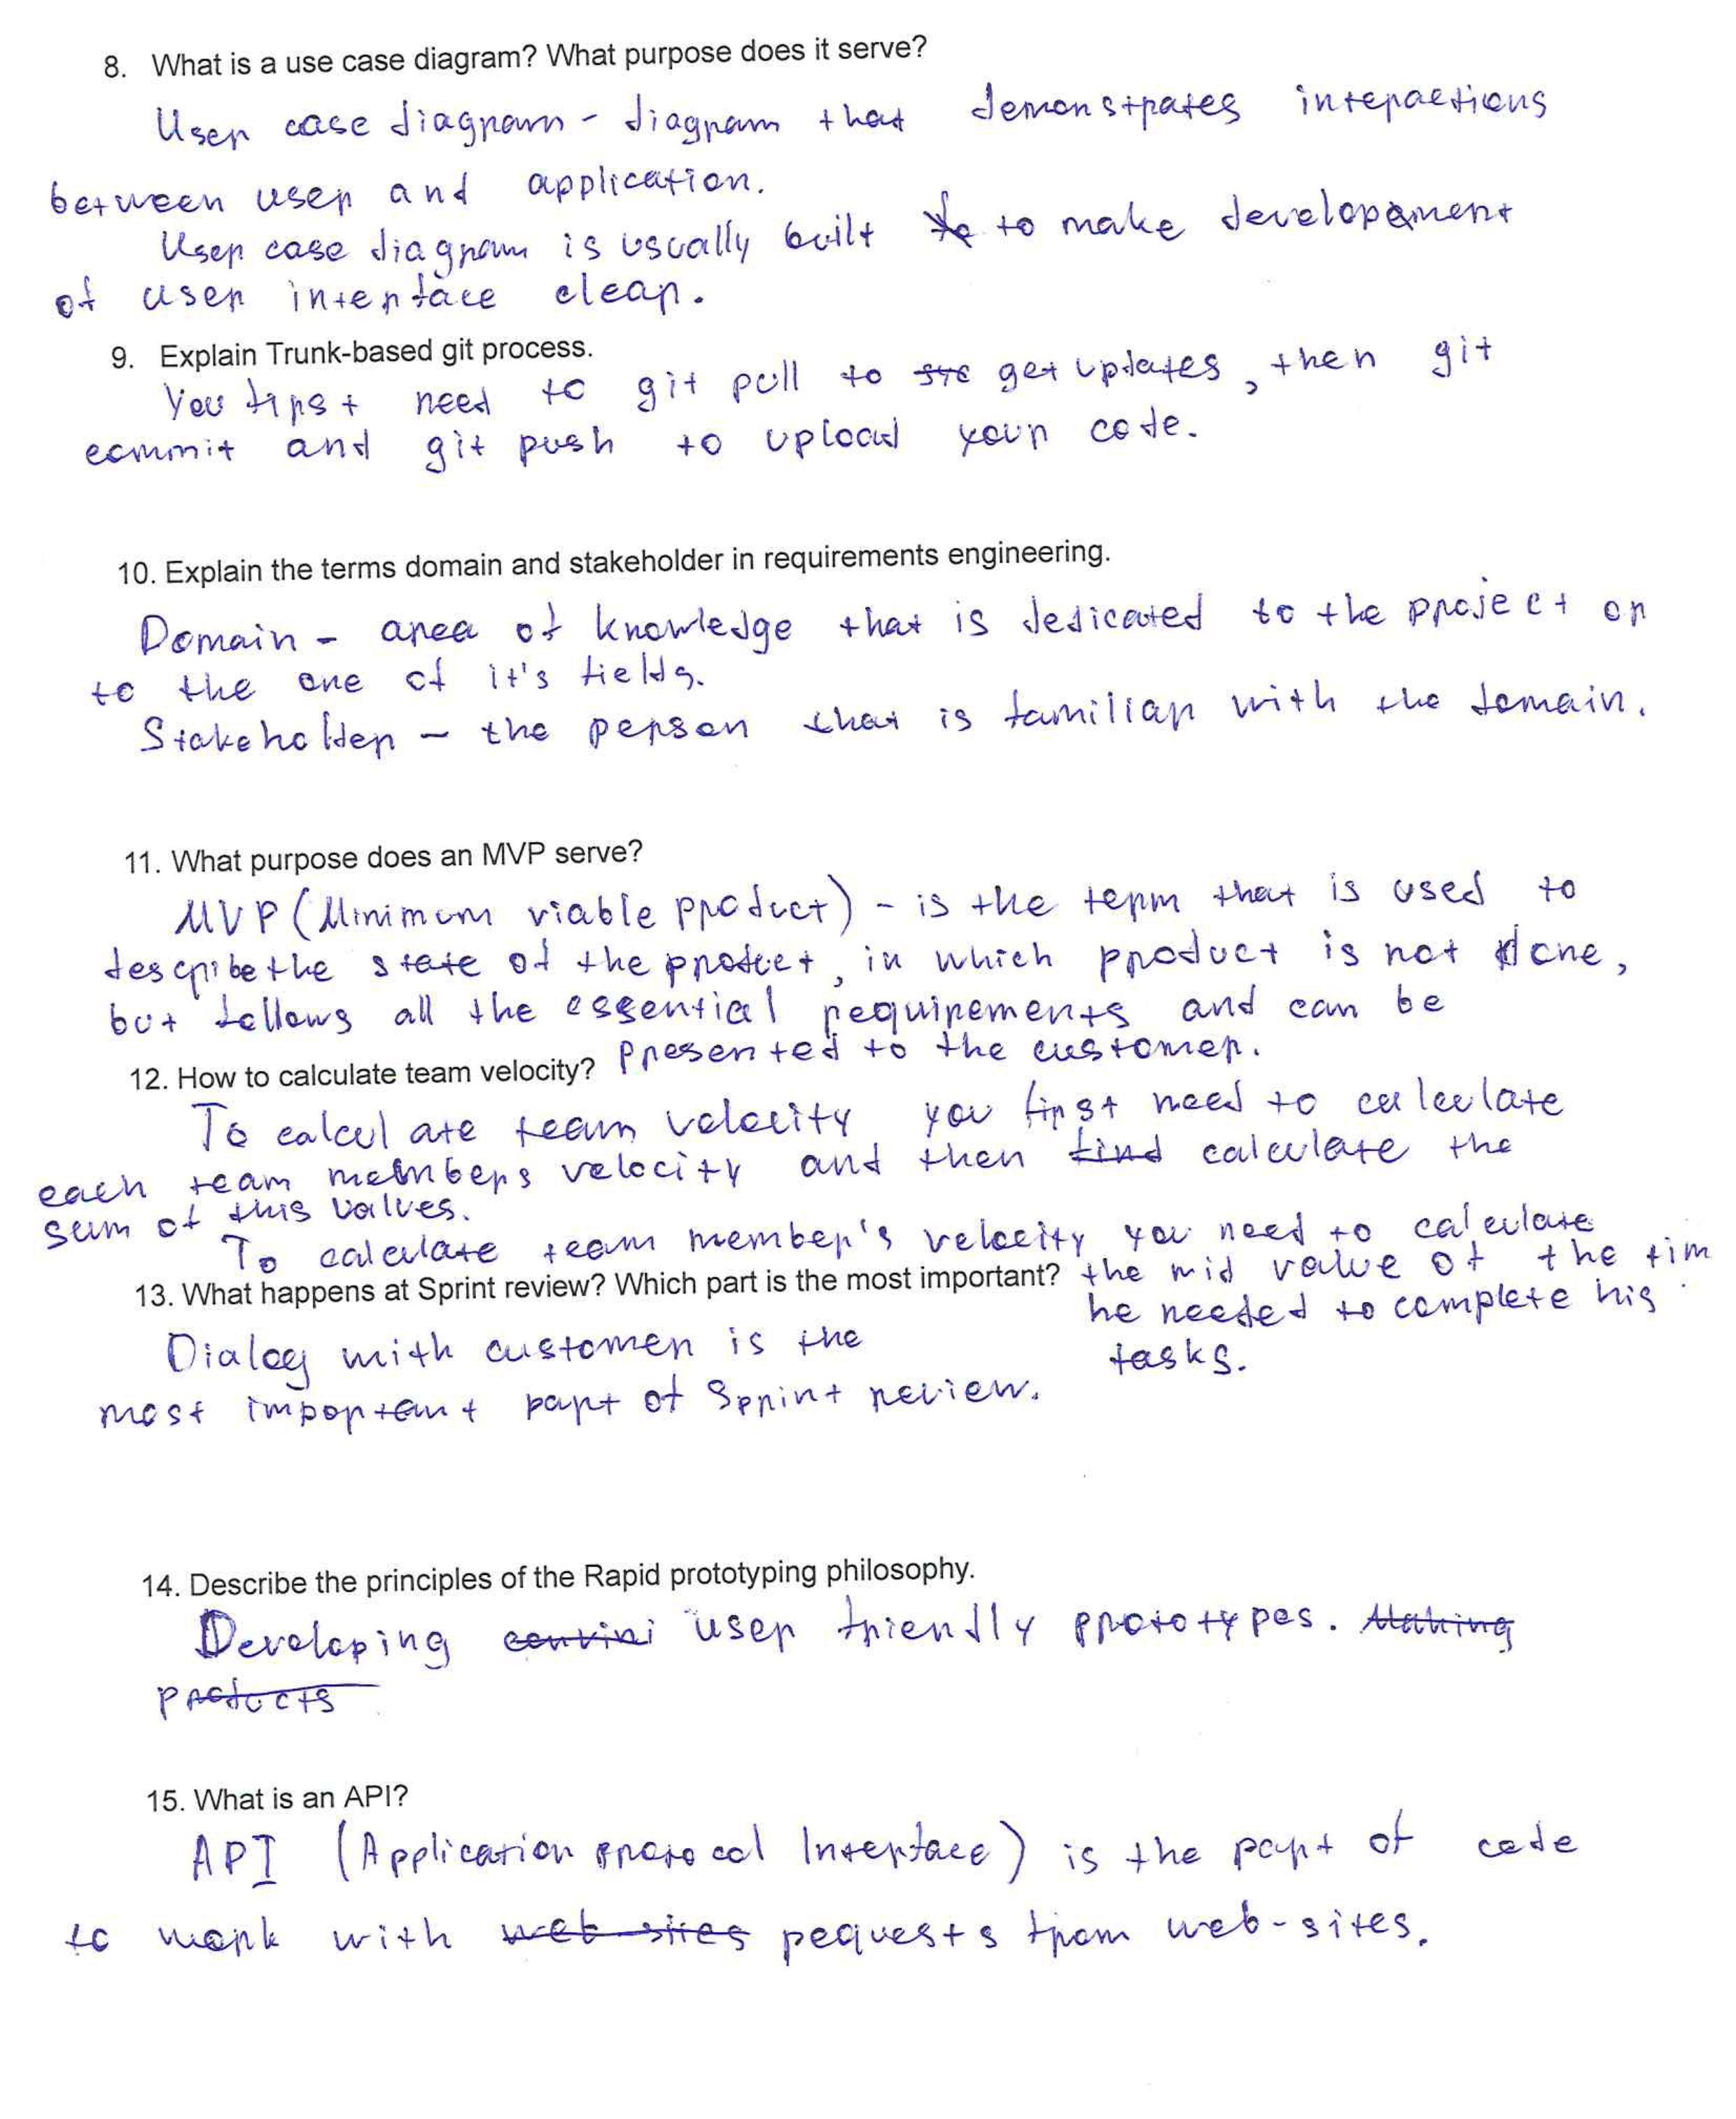 8. What is a use case diagram? What purpose does it serve?
User case diagram - diagram that demonstrates interactions
between user and application.
User case diagram is usually built to to make development
of user interface clear.
9. Explain Trunk-based git process.
You first need to git pull to get updates, then git
commit and git push to upload your code.
10. Explain the terms domain and stakeholder in requirements engineering.
Domain - area of knowledge that is dedicated to the project or
to the one of it's fields.
Stakeholder - the person that is familiar with the domain.
11. What purpose does an MVP serve?
MVP (Minimum viable product) - is the term that is used to
describe the state of the product, in which product is not done,
but follows all the essential requirements and can be
presented to the customer.
12. How to calculate team velocity?
To calculate team velocity you first need to calculate
each team members velocity and then find calculate the
sum of this values.
To calculate team member's velocity you need to calculate
the mid value of the tim
he needed to complete his
tasks.
13. What happens at Sprint review? Which part is the most important?
Dialog with customer is the
most important part of Sprint review.
14. Describe the principles of the Rapid prototyping philosophy.
Developing convini user friendly prototypes. Making
products
15. What is an API?
API (Application protocol Interface) is the part of code
to work with web-sites requests from web-sites.